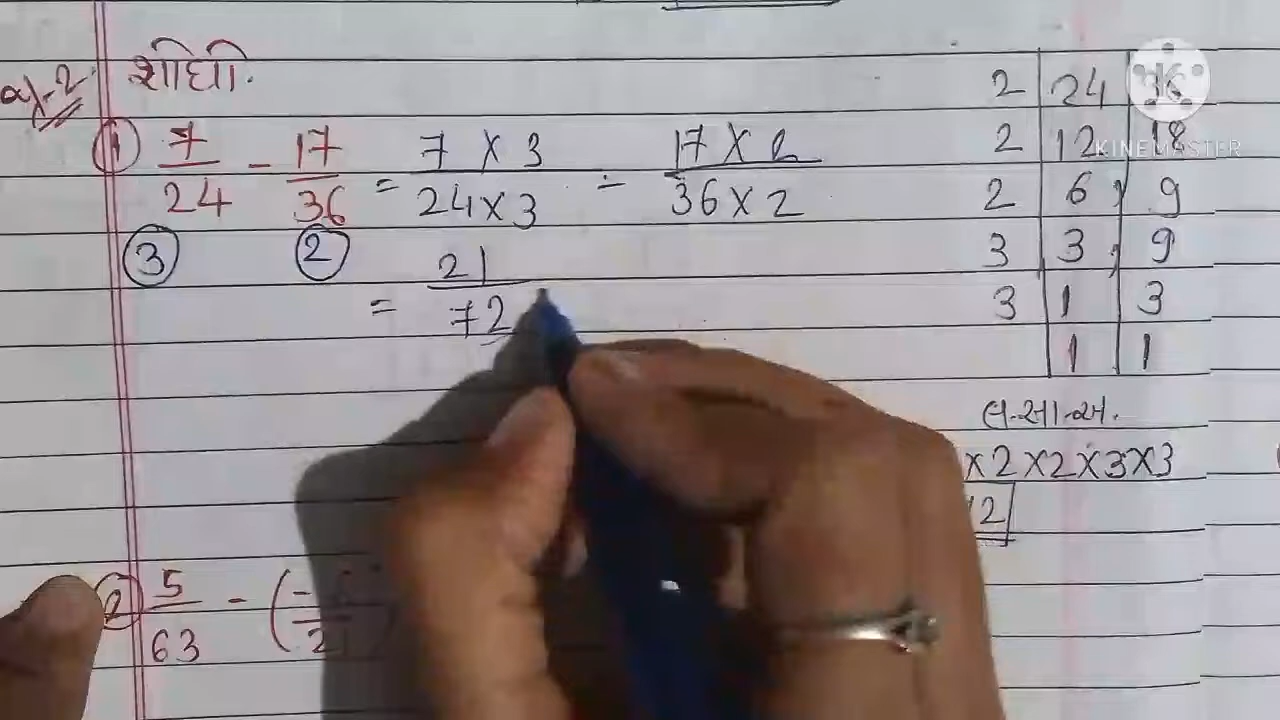 2) શોધો.
① 7/24 - 17/36 = 7 X 3 / 24 X 3 - 17 X 2 / 36 X 2
③ ②
= 21/72
② 5/63 - (
2 | 24 | 36
2 | 12 | 18
2 | 6, 9
3 | 3, 9
3 | 1 | 3
1 | 1
લ.સા.અ.
X 2 X 2 X 3 X 3
2
KINEMASTER